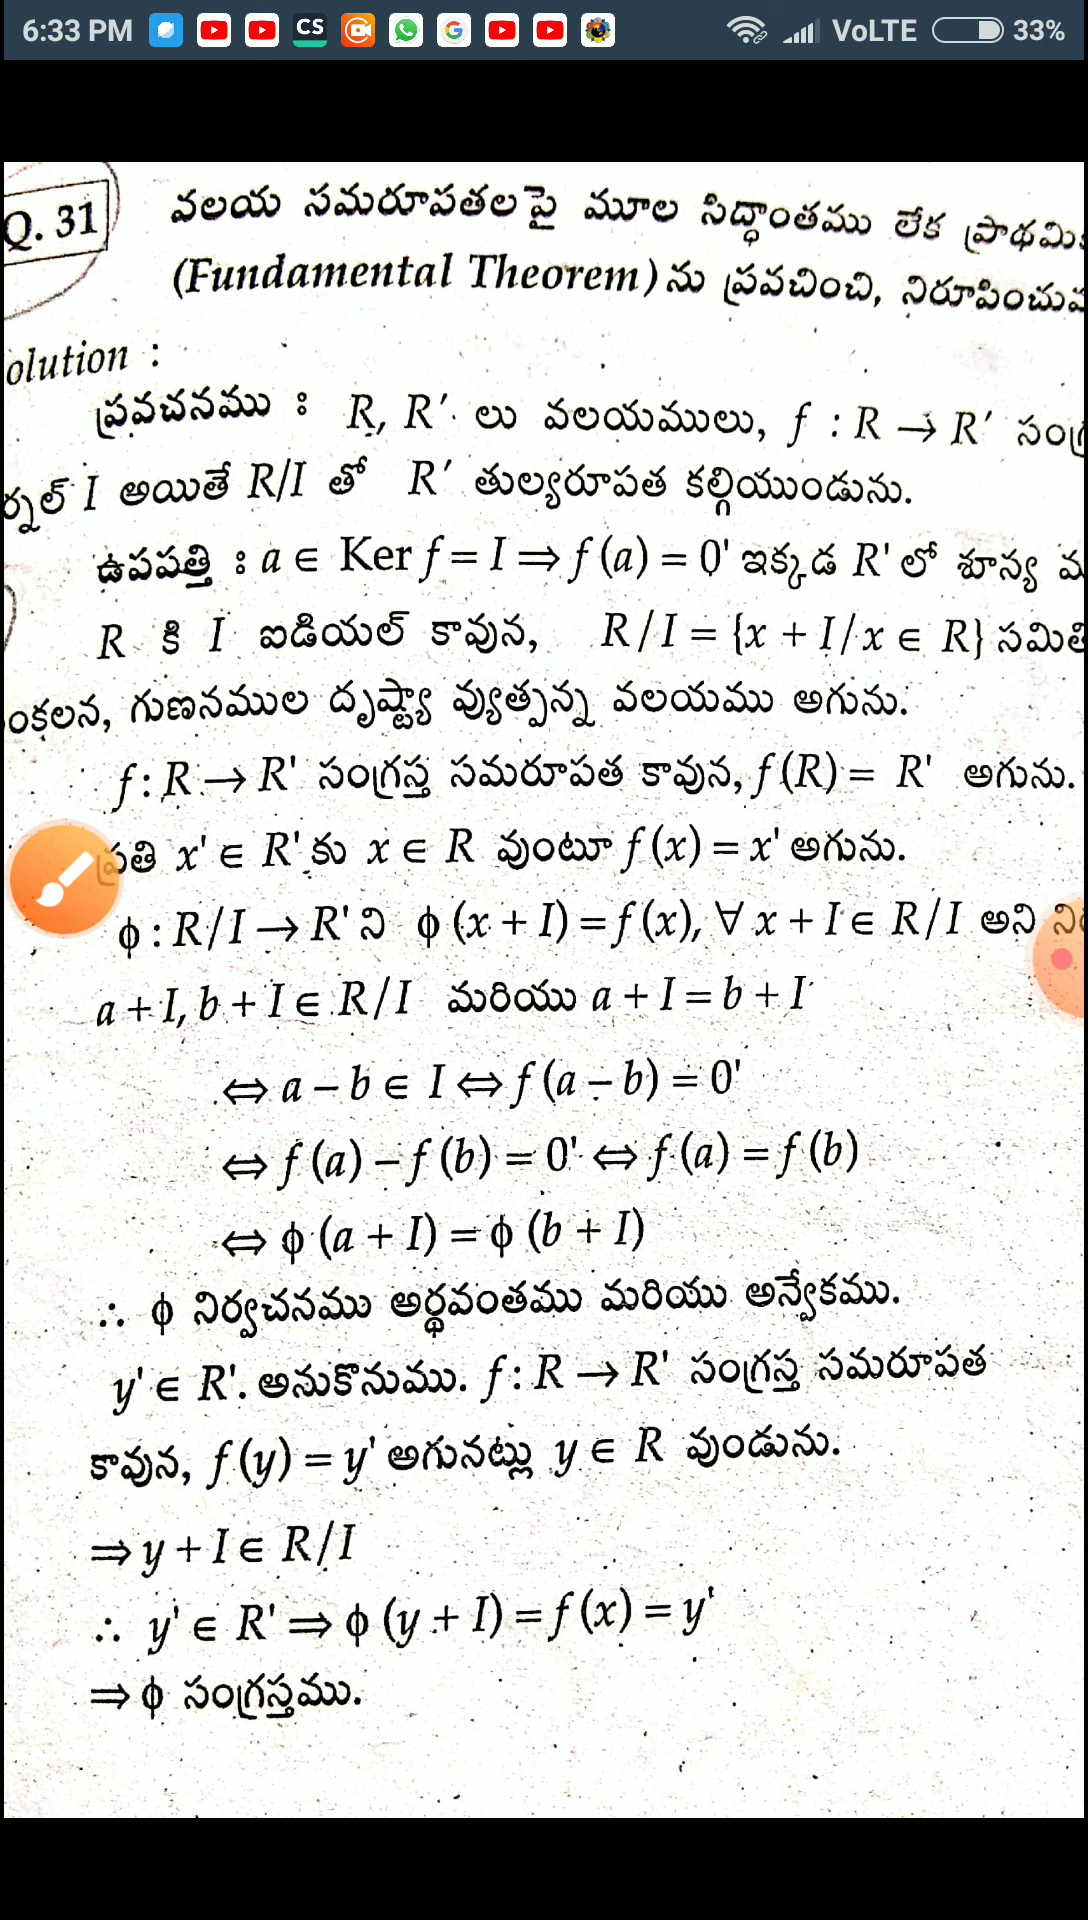 6:33 PM CS VoLTE 33%
Q. 31 వలయ సమరూపతలపై మూల సిద్ధాంతము లేక
(Fundamental Theorem) ను ప్రవచించి,
olution :
ప్రవచనము : R, R′ లు వలయములు, f : R → R′
I అయితే R/I తో R′ తుల్యరూపత కల్గియుండును.
ఉపపత్తి : a ∈ Ker f = I ⇒ f (a) = 0' ఇక్కడ R' లో శూన్య
R కి I ఐడియల్ కావున, R/I = {x + I/x ∈ R}
ంకలన, గుణనముల దృష్ట్యా వ్యుత్పన్న వలయము అగును.
f : R → R' సంగ్రస్త సమరూపత కావున, f (R) = R' అగును.
ప్రతి x' ∈ R' కు x ∈ R వుంటూ f (x) = x' అగును.
ϕ : R/I → R' ని ϕ (x + I) = f (x), ∀ x + I ∈ R/I అని
a + I, b + I ∈ R/I మరియు a + I = b + I
⇔ a – b ∈ I ⇔ f (a – b) = 0'
⇔ f (a) – f (b) = 0' ⇔ f (a) = f (b)
⇔ ϕ (a + I) = ϕ (b + I)
∴ ϕ నిర్వచనము అర్థవంతము మరియు అన్వేకము.
y' ∈ R'. అనుకొనుము. f : R → R' సంగ్రస్త సమరూపత
కావున, f (y) = y' అగునట్లు y ∈ R వుండును.
⇒ y + I ∈ R/I
∴ y' ∈ R' ⇒ ϕ (y + I) = f (x) = y'
⇒ ϕ సంగ్రస్తము.